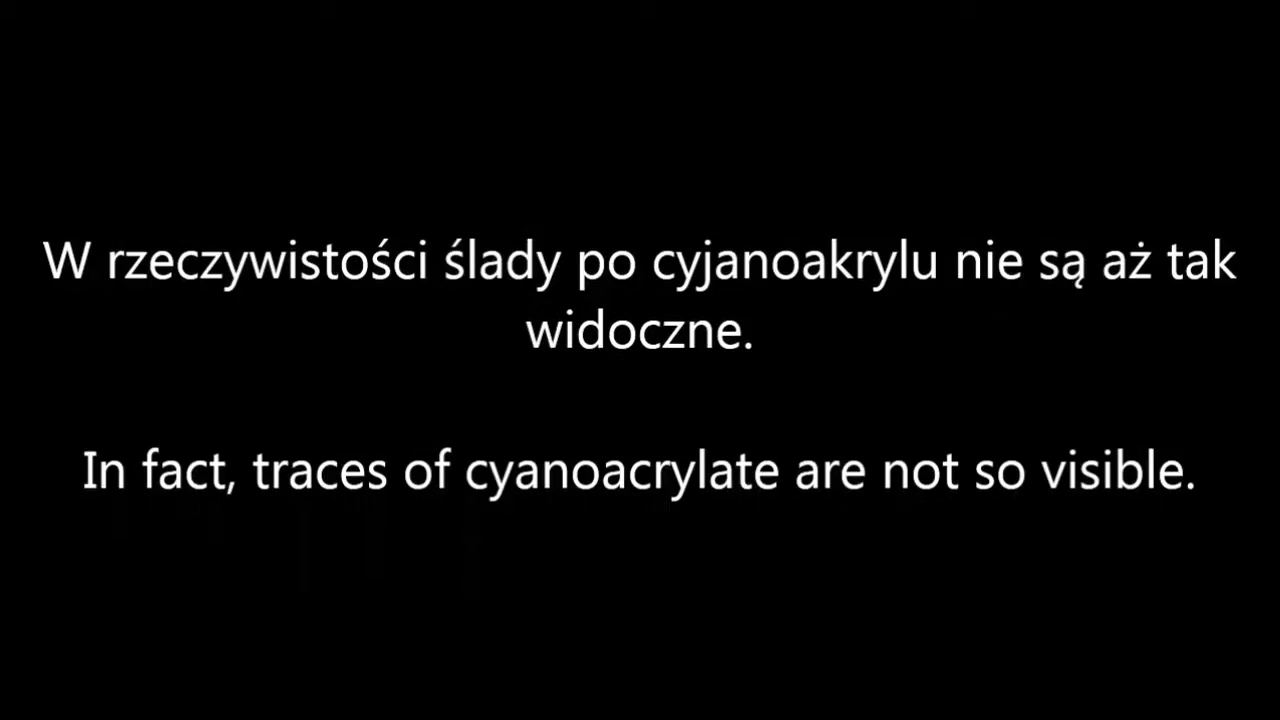 W rzeczywistości ślady po cyjanoakrylu nie są aż tak
widoczne.
In fact, traces of cyanoacrylate are not so visible.